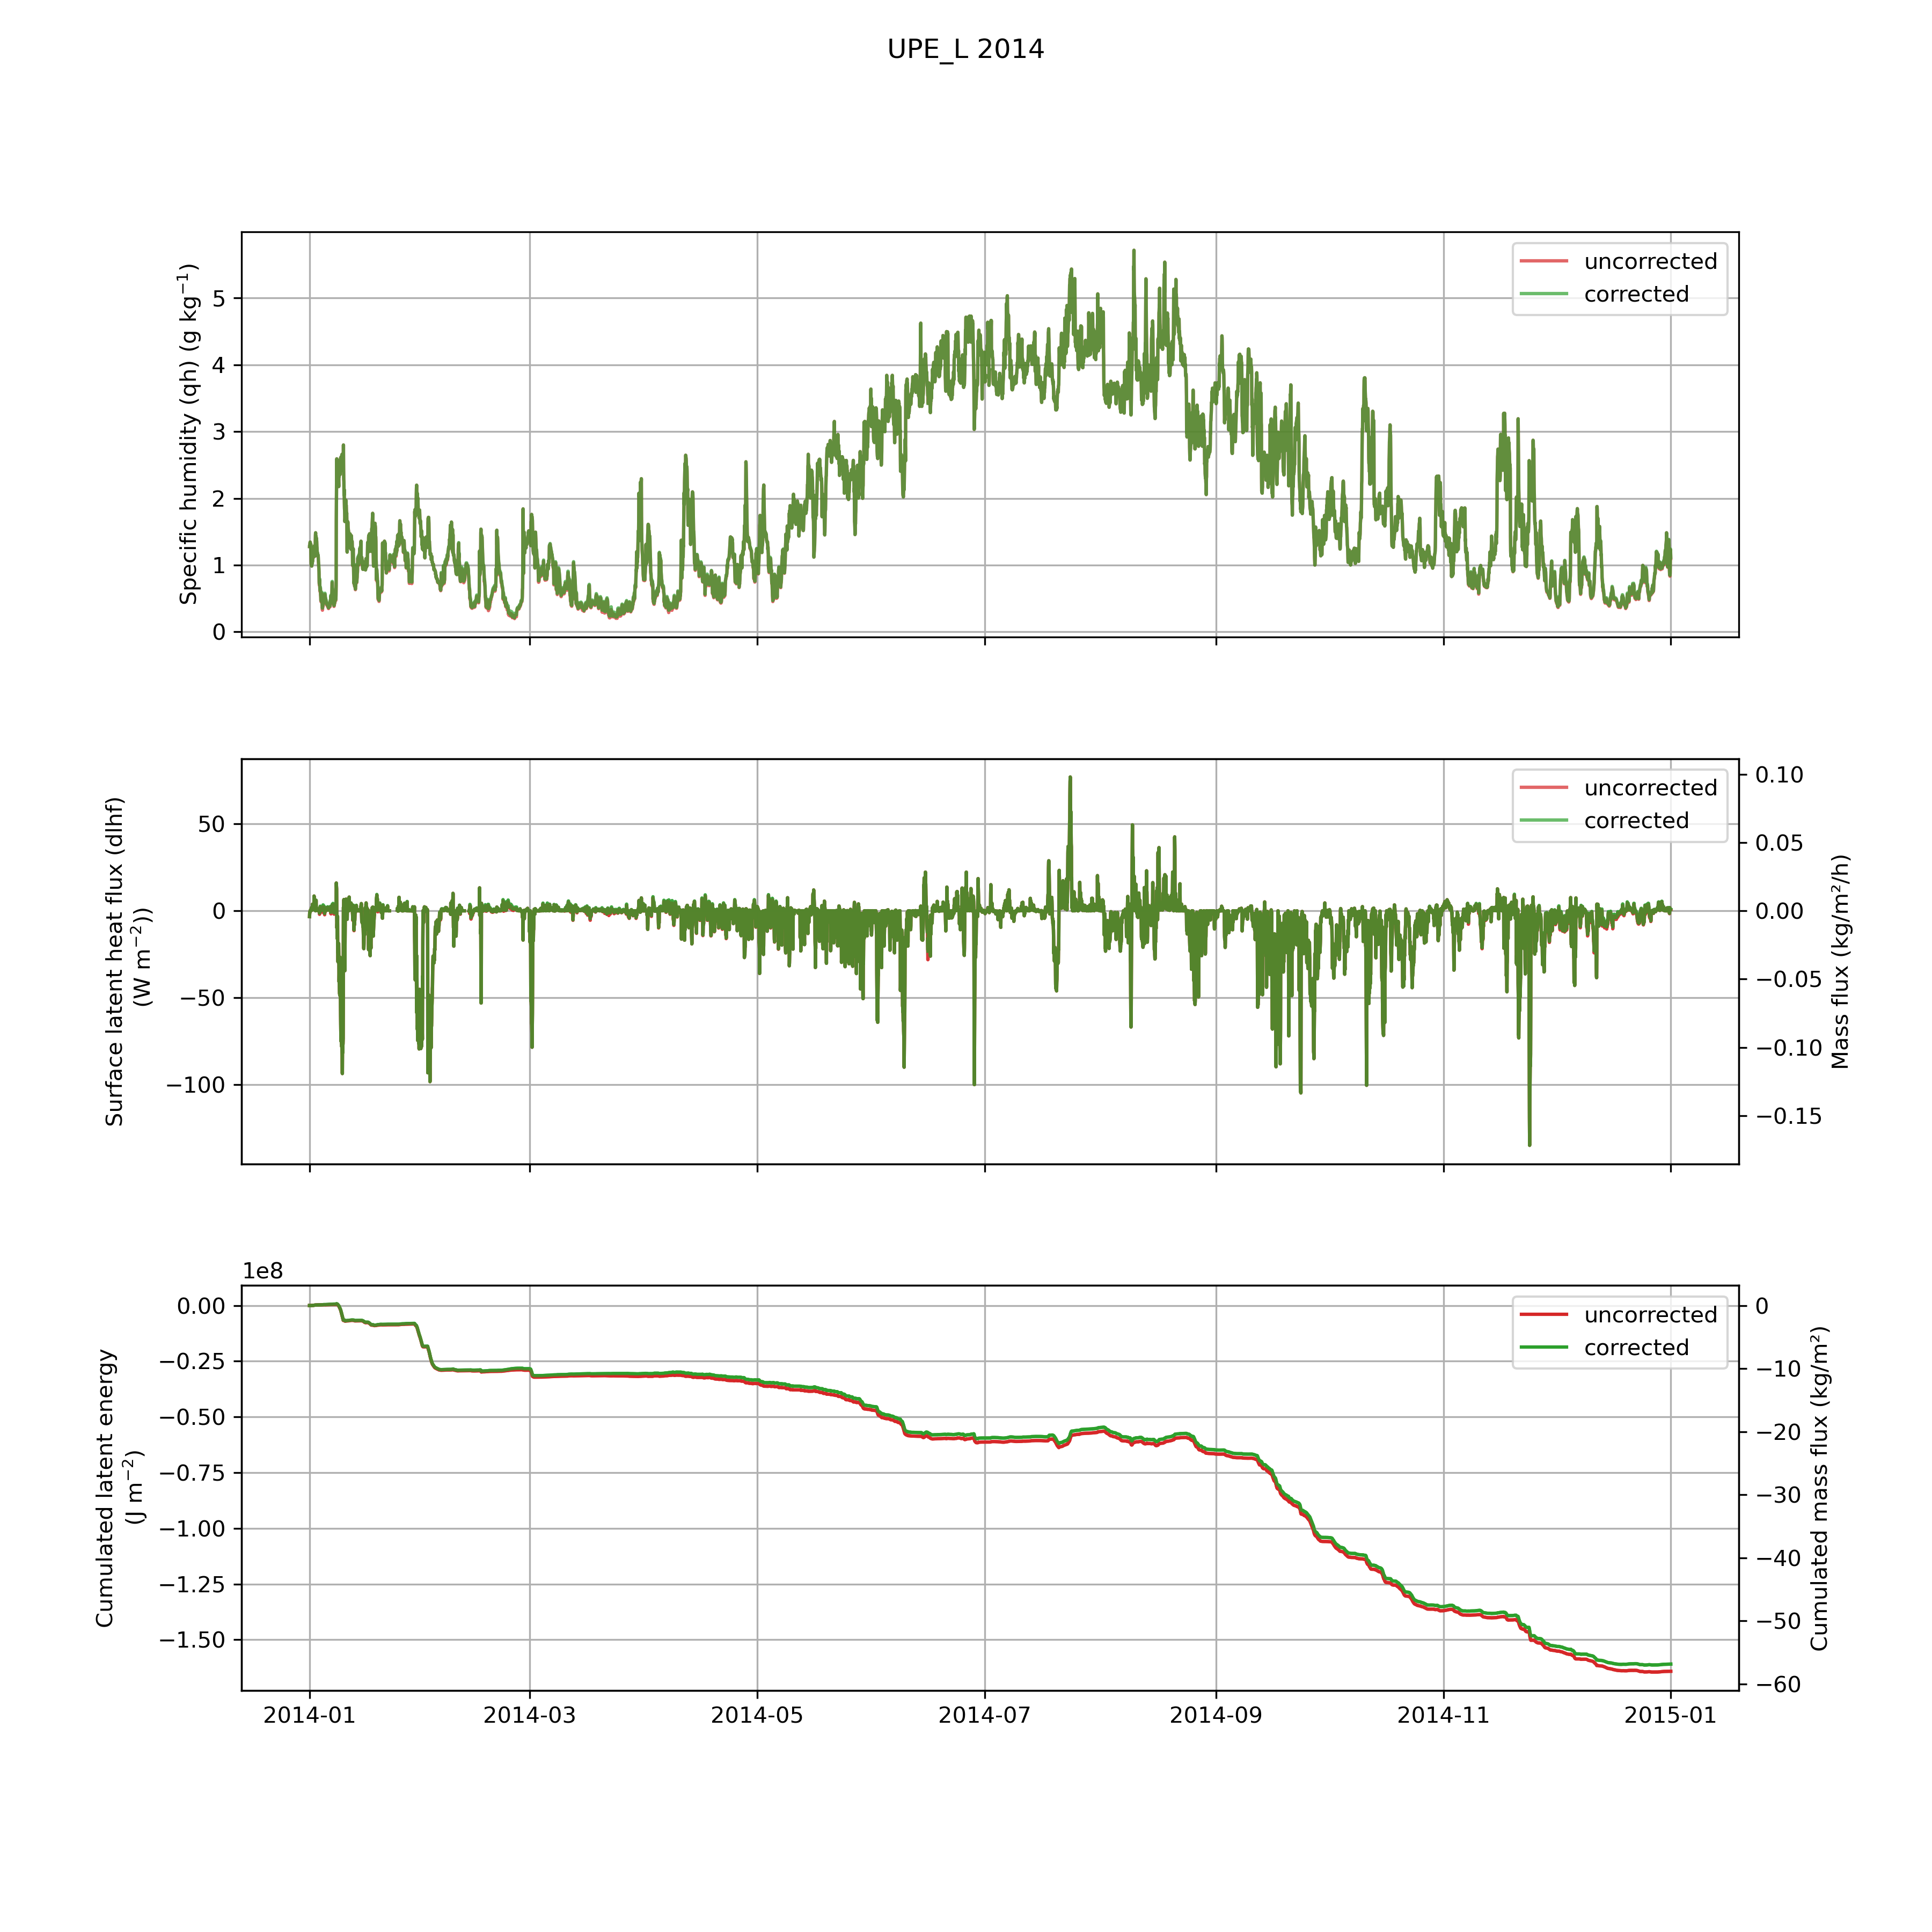 UPE_L 2014
Specific humidity (qh) (g kg⁻¹)
5
4
3
2
1
0
uncorrected
corrected
Surface latent heat flux (dlhf)
(W m⁻²))
50
0
−50
−100
uncorrected
corrected
0.10
0.05
0.00
−0.05
−0.10
−0.15
Mass flux (kg/m²/h)
1e8
Cumulated latent energy
(J m⁻²)
0.00
−0.25
−0.50
−0.75
−1.00
−1.25
−1.50
uncorrected
corrected
0
−10
−20
−30
−40
−50
−60
Cumulated mass flux (kg/m²)
2014-01
2014-03
2014-05
2014-07
2014-09
2014-11
2015-01